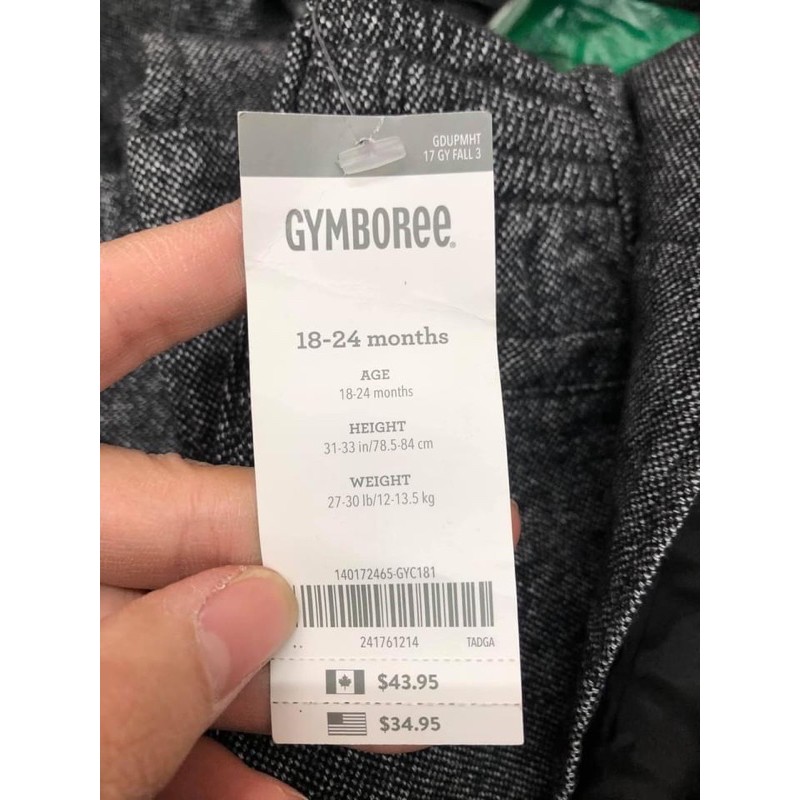 GDUPMHT
17 GY FALL 3
GYMBOREE®
18-24 months
AGE
18-24 months
HEIGHT
31-33 in/78.5-84 cm
WEIGHT
27-30 lb/12-13.5 kg
140172465-GYC181
241761214 TADGA
$43.95
$34.95